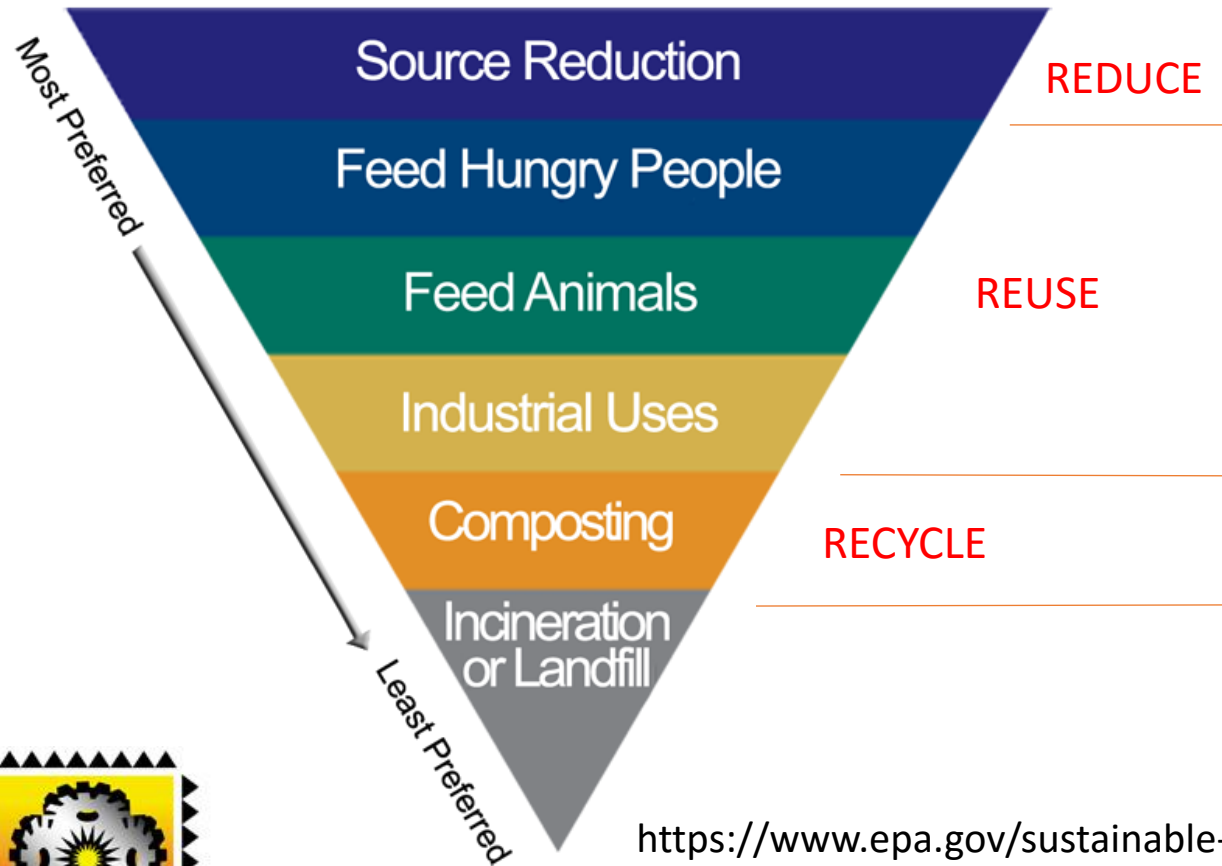 Most Preferred
Source Reduction
REDUCE
Feed Hungry People
Feed Animals
REUSE
Industrial Uses
Composting
RECYCLE
Incineration
or Landfill
Least Preferred
https://www.epa.gov/sustainable-